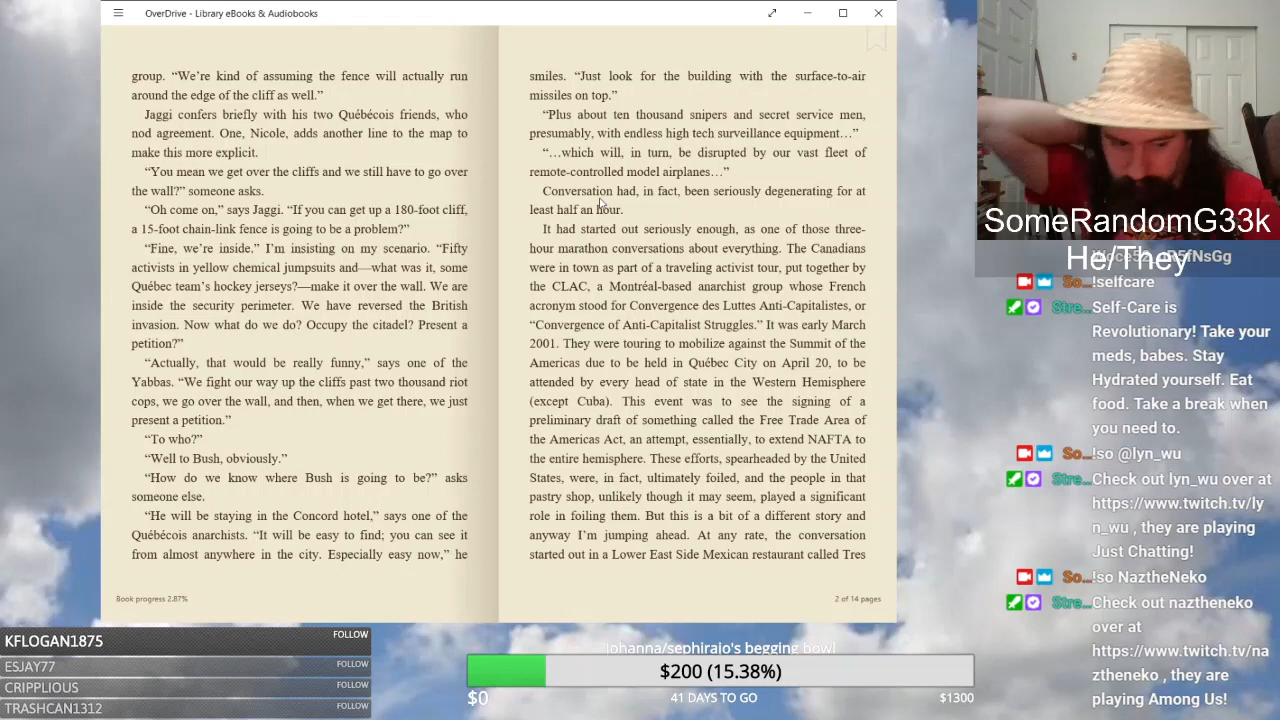 OverDrive - Library eBooks & Audiobooks
group. “We’re kind of assuming the fence will actually run
around the edge of the cliff as well.”
Jaggi confers briefly with his two Québécois friends, who
nod agreement. One, Nicole, adds another line to the map to
make this more explicit.
“You mean we get over the cliffs and we still have to go over
the wall?” someone asks.
“Oh come on,” says Jaggi. “If you can get up a 180-foot cliff,
a 15-foot chain-link fence is going to be a problem?”
“Fine, we’re inside.” I’m insisting on my scenario. “Fifty
activists in yellow chemical jumpsuits and—what was it, some
Québec team’s hockey jerseys?—make it over the wall. We are
inside the security perimeter. We have reversed the British
invasion. Now what do we do? Occupy the citadel? Present a
petition?”
“Actually, that would be really funny,” says one of the
Yabbas. “We fight our way up the cliffs past two thousand riot
cops, we go over the wall, and then, when we get there, we just
present a petition.”
“To who?”
“Well to Bush, obviously.”
“How do we know where Bush is going to be?” asks
someone else.
“He will be staying in the Concord hotel,” says one of the
Québécois anarchists. “It will be easy to find; you can see it
from almost anywhere in the city. Especially easy now,” he
Book progress 2.87%
smiles. “Just look for the building with the surface-to-air
missiles on top.”
“Plus about ten thousand snipers and secret service men,
presumably, with endless high tech surveillance equipment…”
“…which will, in turn, be disrupted by our vast fleet of
remote-controlled model airplanes…”
Conversation had, in fact, been seriously degenerating for at
least half an hour.
It had started out seriously enough, as one of those three-
hour marathon conversations about everything. The Canadians
were in town as part of a traveling activist tour, put together by
the CLAC, a Montréal-based anarchist group whose French
acronym stood for Convergence des Luttes Anti-Capitalistes, or
“Convergence of Anti-Capitalist Struggles.” It was early March
2001. They were touring to mobilize against the Summit of the
Americas due to be held in Québec City on April 20, to be
attended by every head of state in the Western Hemisphere
(except Cuba). This event was to see the signing of a
preliminary draft of something called the Free Trade Area of
the Americas Act, an attempt, essentially, to extend NAFTA to
the entire hemisphere. These efforts, spearheaded by the United
States, were, in fact, ultimately foiled, and the people in that
pastry shop, unlikely though it may seem, played a significant
role in foiling them. But this is a bit of a different story and
anyway I’m jumping ahead. At any rate, the conversation
started out in a Lower East Side Mexican restaurant called Tres
2 of 14 pages
SomeRandomG33k
He/They
So...!selfcare
Stre...Self-Care is
Revolutionary! Take your
meds, babes. Stay
Hydrated yourself. Eat
food. Take a break when
you need to.
So...!so @lyn_wu
Stre...Check out lyn_wu over at
https://www.twitch.tv/ly
n_wu , they are playing
Just Chatting!
So...!so NaztheNeko
Stre...Check out naztheneko
over at
https://www.twitch.tv/na
ztheneko , they are
playing Among Us!
KFLOGAN1875 FOLLOW
ESJAY77 FOLLOW
CRIPPLIOUS FOLLOW
TRASHCAN1312 FOLLOW
Johanna/sephiraio's begging bowl
$200 (15.38%)
$0 41 DAYS TO GO $1300